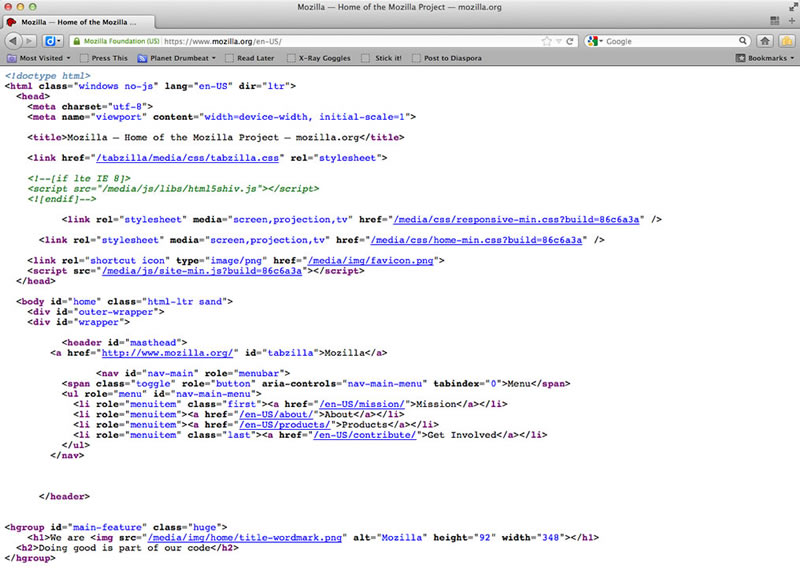 Mozilla — Home of the Mozilla Project — mozilla.org
Mozilla — Home of the Mozilla ...
Mozilla Foundation (US) https://www.mozilla.org/en-US/
Google
Most Visited Press This Planet Drumbeat Read Later X-Ray Goggles Stick it! Post to Diaspora Bookmarks
<!doctype html>
<html class="windows no-js" lang="en-US" dir="ltr">
<head>
<meta charset="utf-8">
<meta name="viewport" content="width=device-width, initial-scale=1">
<title>Mozilla — Home of the Mozilla Project — mozilla.org</title>
<link href="/tabzilla/media/css/tabzilla.css" rel="stylesheet">
<!--[if lte IE 8]>
<script src="/media/js/libs/html5shiv.js"></script>
<![endif]-->
<link rel="stylesheet" media="screen,projection,tv" href="/media/css/responsive-min.css?build=86c6a3a" />
<link rel="stylesheet" media="screen,projection,tv" href="/media/css/home-min.css?build=86c6a3a" />
<link rel="shortcut icon" type="image/png" href="/media/img/favicon.png">
<script src="/media/js/site-min.js?build=86c6a3a"></script>
</head>
<body id="home" class="html-ltr sand">
<div id="outer-wrapper">
<div id="wrapper">
<header id="masthead">
<a href="http://www.mozilla.org/" id="tabzilla">Mozilla</a>
<nav id="nav-main" role="menubar">
<span class="toggle" role="button" aria-controls="nav-main-menu" tabindex="0">Menu</span>
<ul role="menu" id="nav-main-menu">
<li role="menuitem" class="first"><a href="/en-US/mission/">Mission</a></li>
<li role="menuitem"><a href="/en-US/about/">About</a></li>
<li role="menuitem"><a href="/en-US/products/">Products</a></li>
<li role="menuitem" class="last"><a href="/en-US/contribute/">Get Involved</a></li>
</ul>
</nav>
</header>
<hgroup id="main-feature" class="huge">
<h1>We are <img src="/media/img/home/title-wordmark.png" alt="Mozilla" height="92" width="348"></h1>
<h2>Doing good is part of our code</h2>
</hgroup>